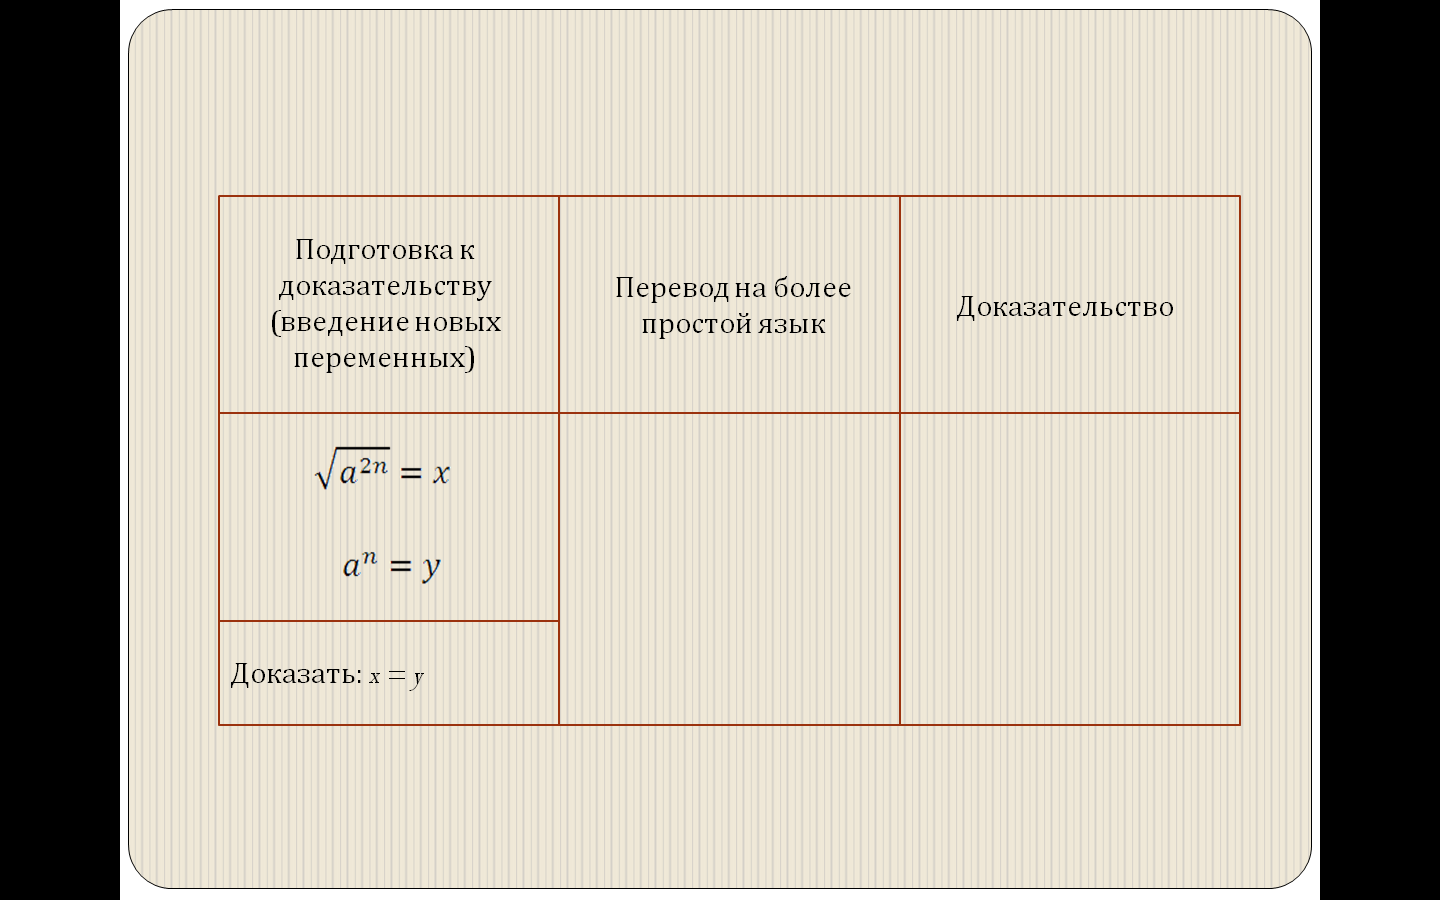 Подготовка к
доказательству
(введение новых
переменных)
Перевод на более
простой язык
Доказательство
√a²ⁿ = x
aⁿ = y
Доказать: x = y